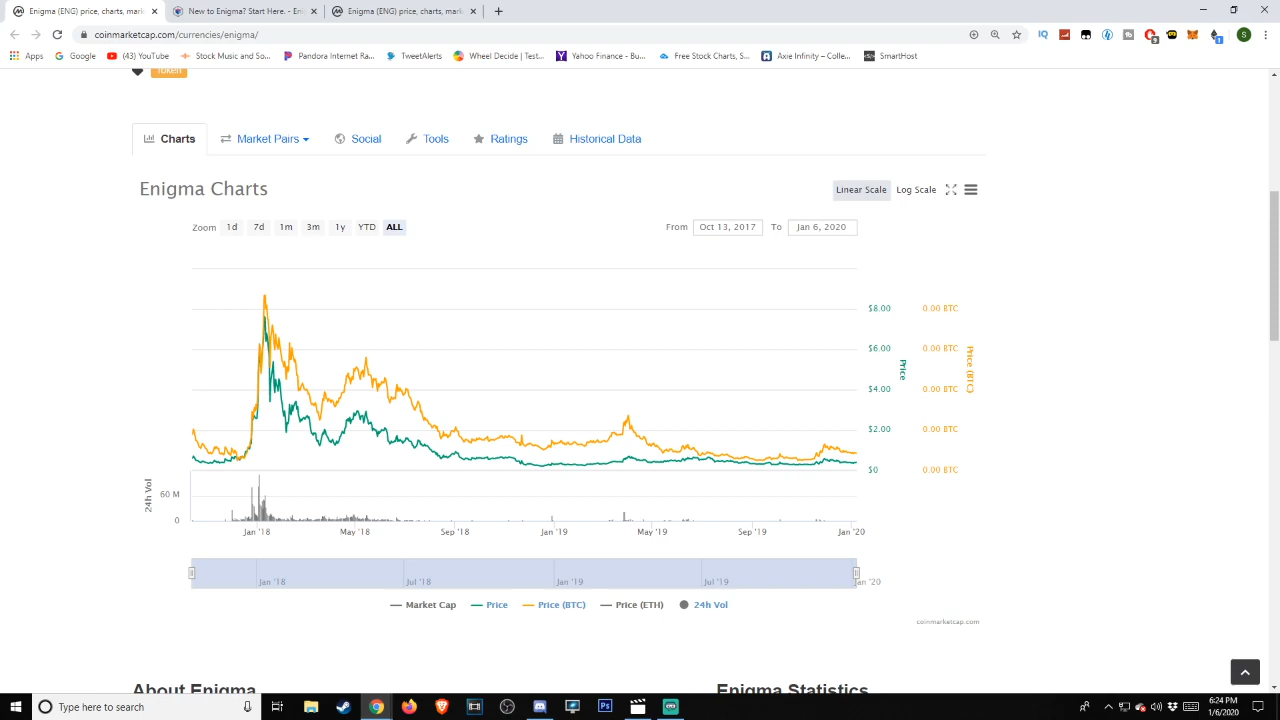 Enigma (ENG) price, charts, mark
New to Enigma? Start Here. - Eni
Enigma (ENG) price, charts, mark
coinmarketcap.com/currencies/enigma/
Apps
Google
(43) YouTube
Stock Music and So...
Pandora Internet Ra...
TweetAlerts
Wheel Decide | Test...
Yahoo Finance - Bu...
Free Stock Charts, S...
Axie Infinity – Colle...
SmartHost
Token
Charts
Market Pairs
Social
Tools
Ratings
Historical Data
Enigma Charts
Linear Scale
Log Scale
Zoom 1d 7d 1m 3m 1y YTD ALL
From Oct 13, 2017 To Jan 6, 2020
$8.00 0.00 BTC
$6.00 0.00 BTC
Price
Price (BTC)
$4.00 0.00 BTC
$2.00 0.00 BTC
$0 0.00 BTC
24h Vol
60 M
0
Jan '18 May '18 Sep '18 Jan '19 May '19 Sep '19 Jan '20
Jan '18 Jul '18 Jan '19 Jul '19 Jan '20
Market Cap Price Price (BTC) Price (ETH) 24h Vol
coinmarketcap.com
About Enigma
Enigma Statistics
Type here to search
6:24 PM
1/6/2020